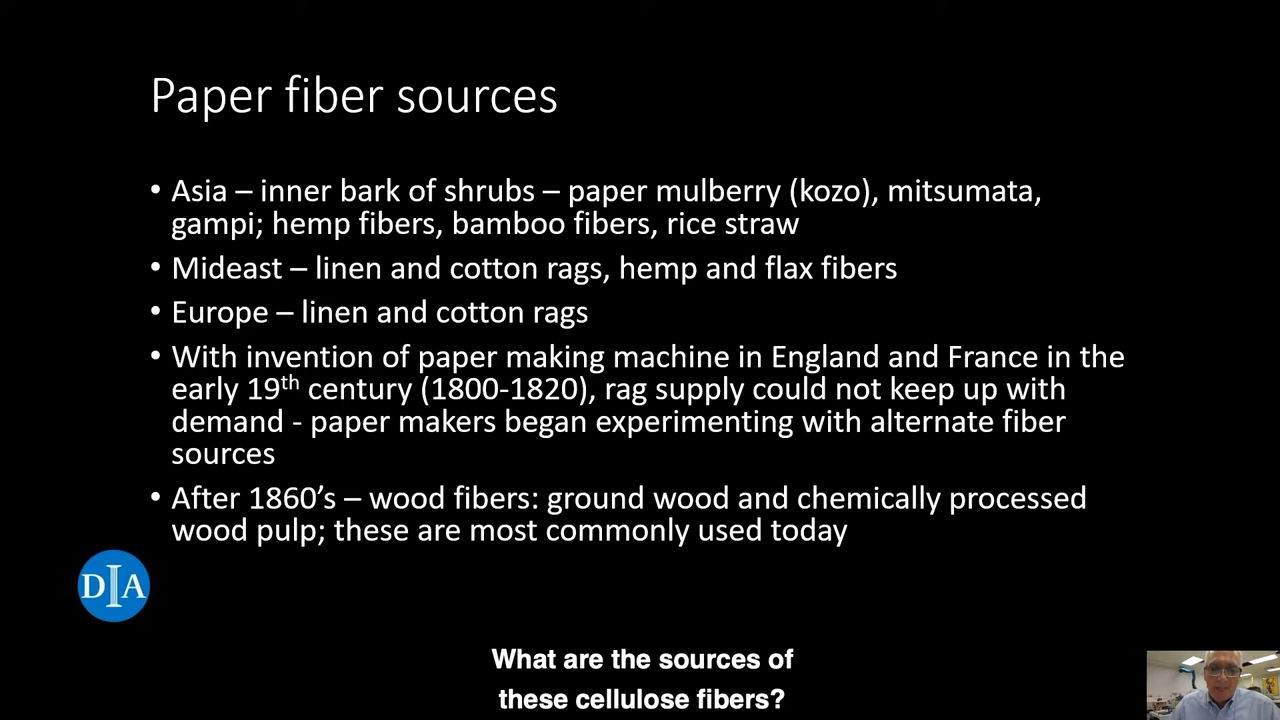 Paper fiber sources
• Asia – inner bark of shrubs – paper mulberry (kozo), mitsumata,
gampi; hemp fibers, bamboo fibers, rice straw
• Mideast – linen and cotton rags, hemp and flax fibers
• Europe – linen and cotton rags
• With invention of paper making machine in England and France in the
early 19th century (1800-1820), rag supply could not keep up with
demand - paper makers began experimenting with alternate fiber
sources
• After 1860’s – wood fibers: ground wood and chemically processed
wood pulp; these are most commonly used today
DIA
What are the sources of
these cellulose fibers?